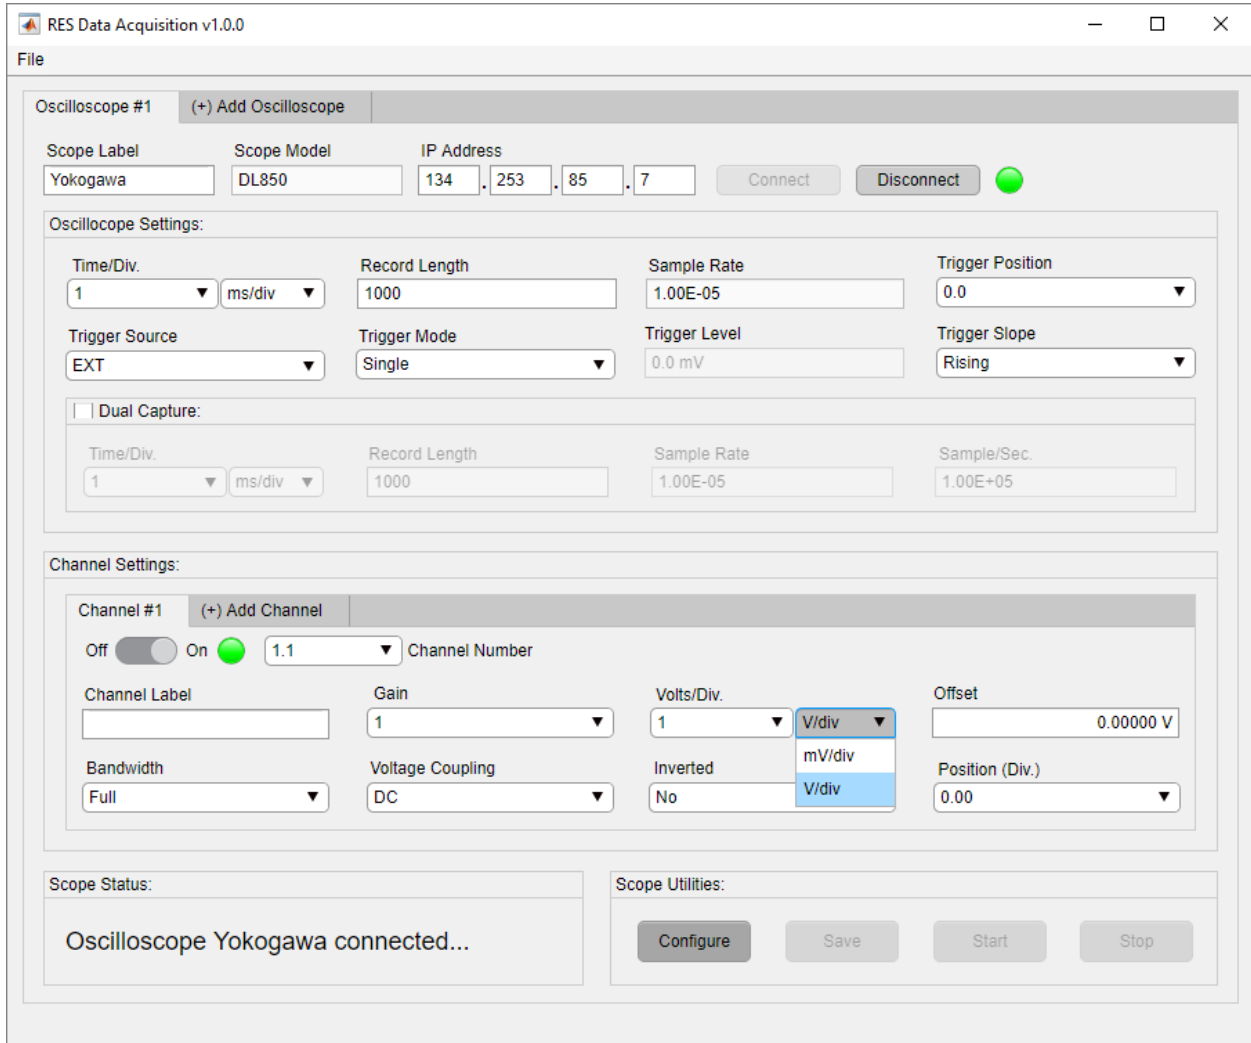 RES Data Acquisition v1.0.0
File
Oscilloscope #1 (+) Add Oscilloscope
Scope Label Scope Model IP Address
Yokogawa DL850 134 . 253 . 85 . 7 Connect Disconnect
Oscillocope Settings:
Time/Div. Record Length Sample Rate Trigger Position
1 ms/div 1000 1.00E-05 0.0
Trigger Source Trigger Mode Trigger Level Trigger Slope
EXT Single 0.0 mV Rising
Dual Capture:
Time/Div. Record Length Sample Rate Sample/Sec.
1 ms/div 1000 1.00E-05 1.00E+05
Channel Settings:
Channel #1 (+) Add Channel
Off On 1.1 Channel Number
Channel Label Gain Volts/Div. Offset
1 1 V/div 0.00000 V
mV/div
V/div
Bandwidth Voltage Coupling Inverted Position (Div.)
Full DC No 0.00
Scope Status: Scope Utilities:
Oscilloscope Yokogawa connected... Configure Save Start Stop